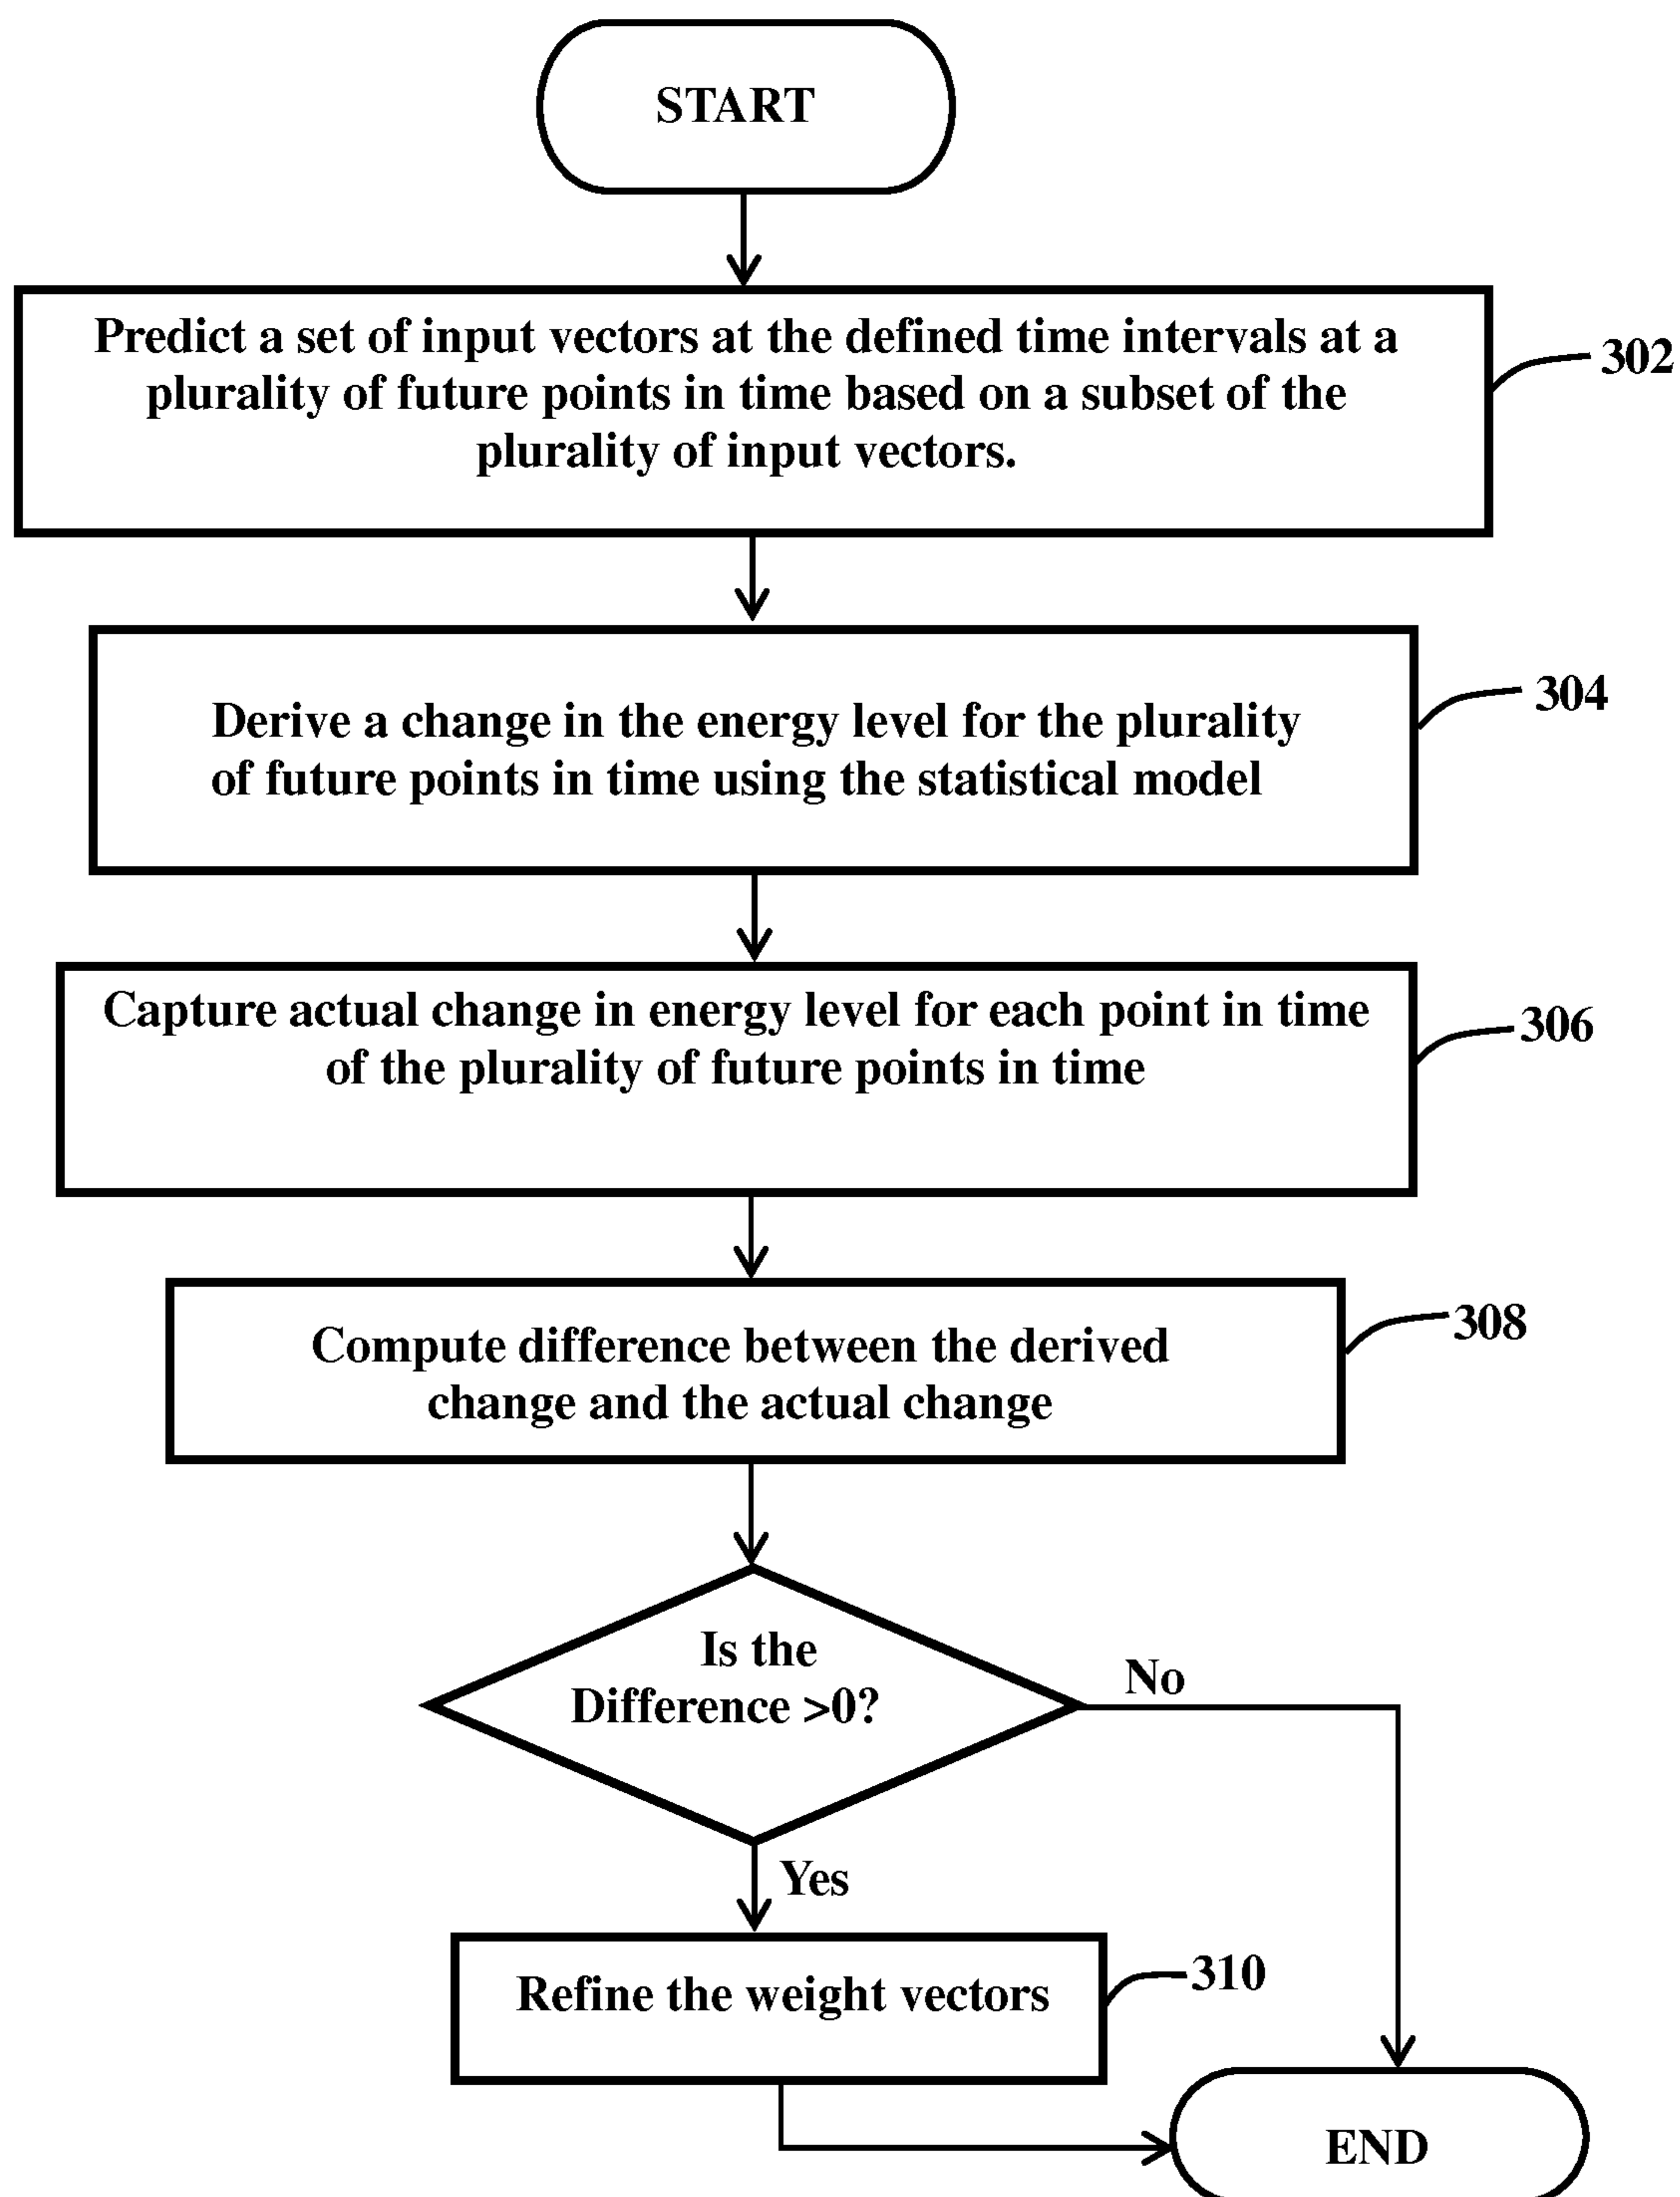 START
Predict a set of input vectors at the defined time intervals at a
plurality of future points in time based on a subset of the
plurality of input vectors.
302
Derive a change in the energy level for the plurality
of future points in time using the statistical model
304
Capture actual change in energy level for each point in time
of the plurality of future points in time
306
Compute difference between the derived
change and the actual change
308
Is the
Difference >0?
No
Yes
Refine the weight vectors
310
END